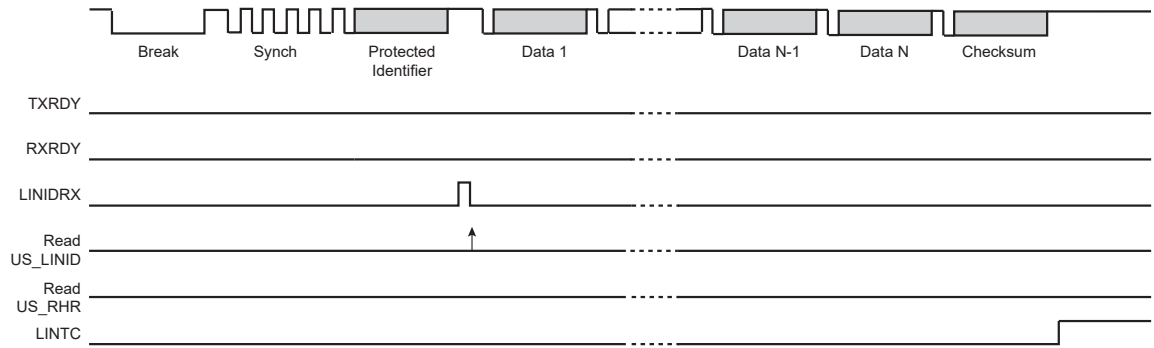 Break
Synch
Protected
Identifier
Data 1
Data N-1
Data N
Checksum
TXRDY
RXRDY
LINIDRX
Read
US_LINID
Read
US_RHR
LINTC